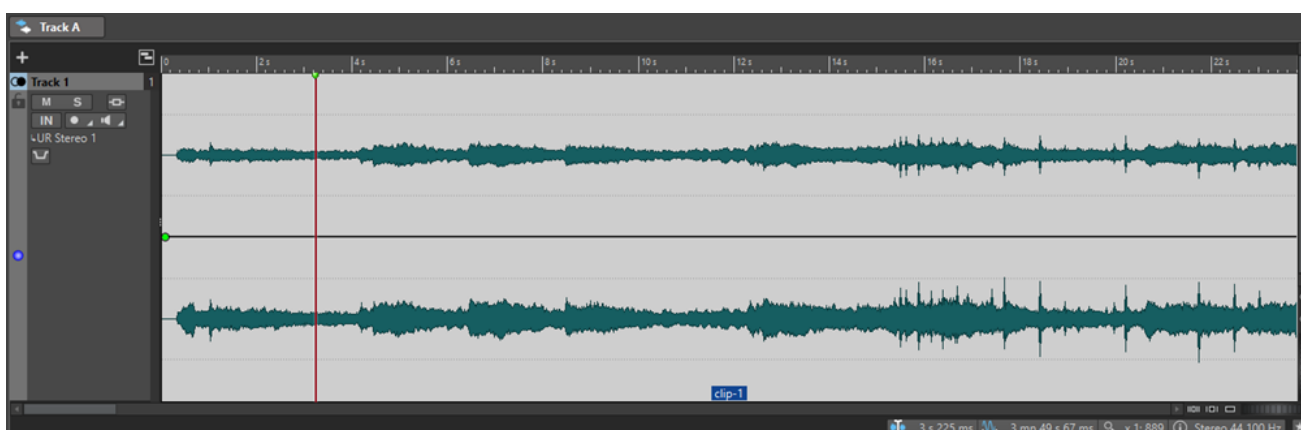 Track A
0 2 s 4 s 6 s 8 s 10 s 12 s 14 s 16 s 18 s 20 s 22 s
Track 1 1
M S
IN
UR Stereo 1
clip-1
3 s 225 ms 3 mn 49 s 67 ms x 1: 889 Stereo 44 100 Hz